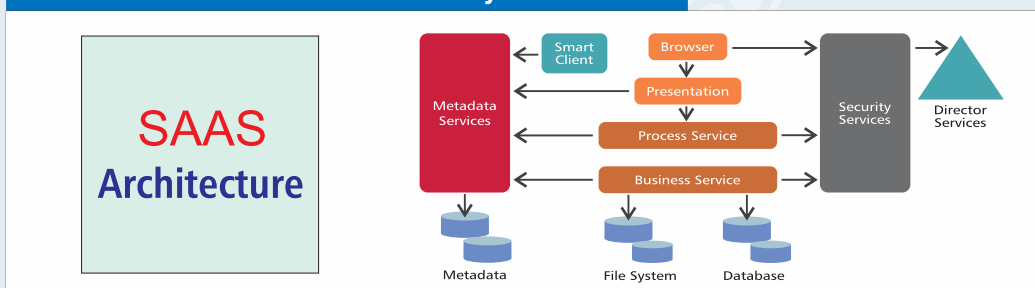 SAAS
Architecture
Metadata
Services
Smart
Client
Browser
Presentation
Process Service
Business Service
Security
Services
Director
Services
Metadata
File System
Database